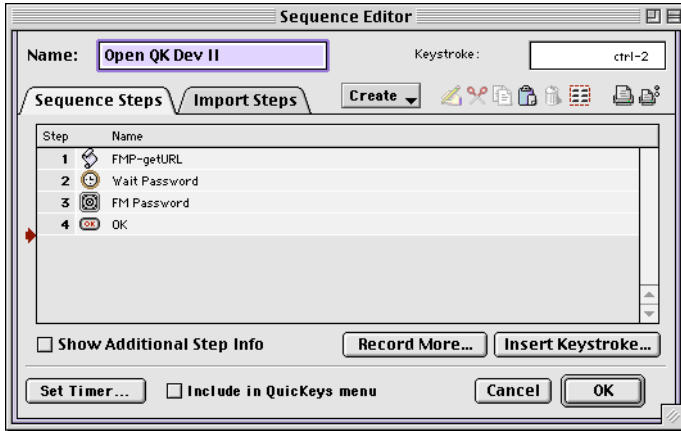 Sequence Editor
Name: Open QK Dev II Keystroke: ctrl-2
Sequence Steps Import Steps Create
Step Name
1 FMP-getURL
2 Wait Password
3 FM Password
4 OK OK
Show Additional Step Info Record More... Insert Keystroke...
Set Timer... Include in QuicKeys menu Cancel OK